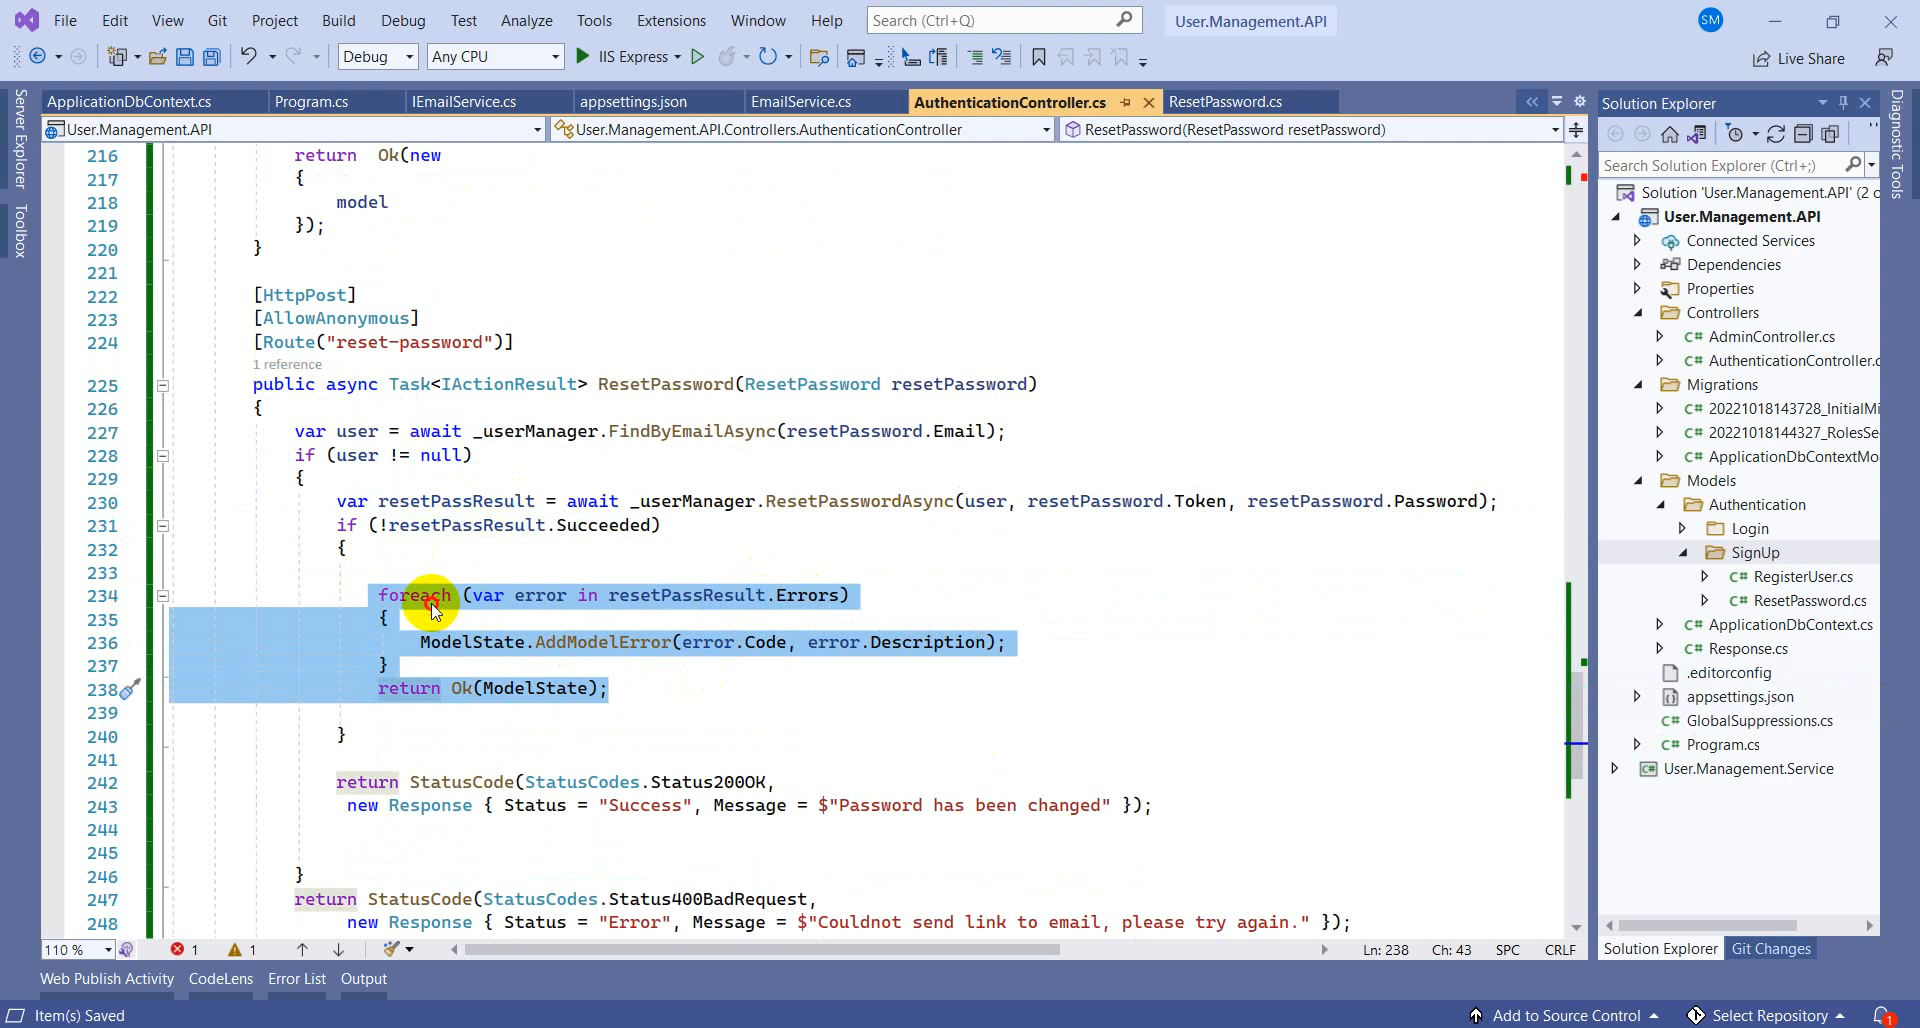 File Edit View Git Project Build Debug Test Analyze Tools Extensions Window Help Search (Ctrl+Q) User.Management.API SM
Debug Any CPU IIS Express Live Share
Server Explorer
Toolbox
ApplicationDbContext.cs Program.cs IEmailService.cs appsettings.json EmailService.cs AuthenticationController.cs ResetPassword.cs
User.Management.API User.Management.API.Controllers.AuthenticationController ResetPassword(ResetPassword resetPassword)
216 return Ok(new
217 {
218 model
219 });
220 }
221
222 [HttpPost]
223 [AllowAnonymous]
224 [Route("reset-password")]
1 reference
225 public async Task<IActionResult> ResetPassword(ResetPassword resetPassword)
226 {
227 var user = await _userManager.FindByEmailAsync(resetPassword.Email);
228 if (user != null)
229 {
230 var resetPassResult = await _userManager.ResetPasswordAsync(user, resetPassword.Token, resetPassword.Password);
231 if (!resetPassResult.Succeeded)
232 {
233
234 foreach (var error in resetPassResult.Errors)
235 {
236 ModelState.AddModelError(error.Code, error.Description);
237 }
238 return Ok(ModelState);
239
240 }
241
242 return StatusCode(StatusCodes.Status200OK,
243 new Response { Status = "Success", Message = $"Password has been changed" });
244
245
246 }
247 return StatusCode(StatusCodes.Status400BadRequest,
248 new Response { Status = "Error", Message = $"Couldnot send link to email, please try again." });
110 % 1 1 Ln: 238 Ch: 43 SPC CRLF
Solution Explorer
Search Solution Explorer (Ctrl+;)
Solution 'User.Management.API' (2 o
User.Management.API
Connected Services
Dependencies
Properties
Controllers
C# AdminController.cs
C# AuthenticationController.c
Migrations
C# 20221018143728_InitialMi
C# 20221018144327_RolesSe
C# ApplicationDbContextMo
Models
Authentication
Login
SignUp
C# RegisterUser.cs
C# ResetPassword.cs
C# ApplicationDbContext.cs
C# Response.cs
.editorconfig
appsettings.json
C# GlobalSuppressions.cs
C# Program.cs
C# User.Management.Service
Solution Explorer Git Changes
Diagnostic Tools
Web Publish Activity CodeLens Error List Output
Item(s) Saved Add to Source Control Select Repository 1